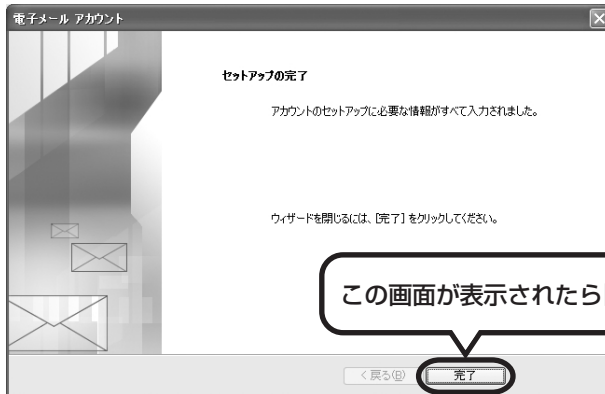 電子メール アカウント
セットアップの完了
アカウントのセットアップに必要な情報がすべて入力されました。
ウィザードを閉じるには、[完了] をクリックしてください。
この画面が表示されたら
< 戻る(B)
完了